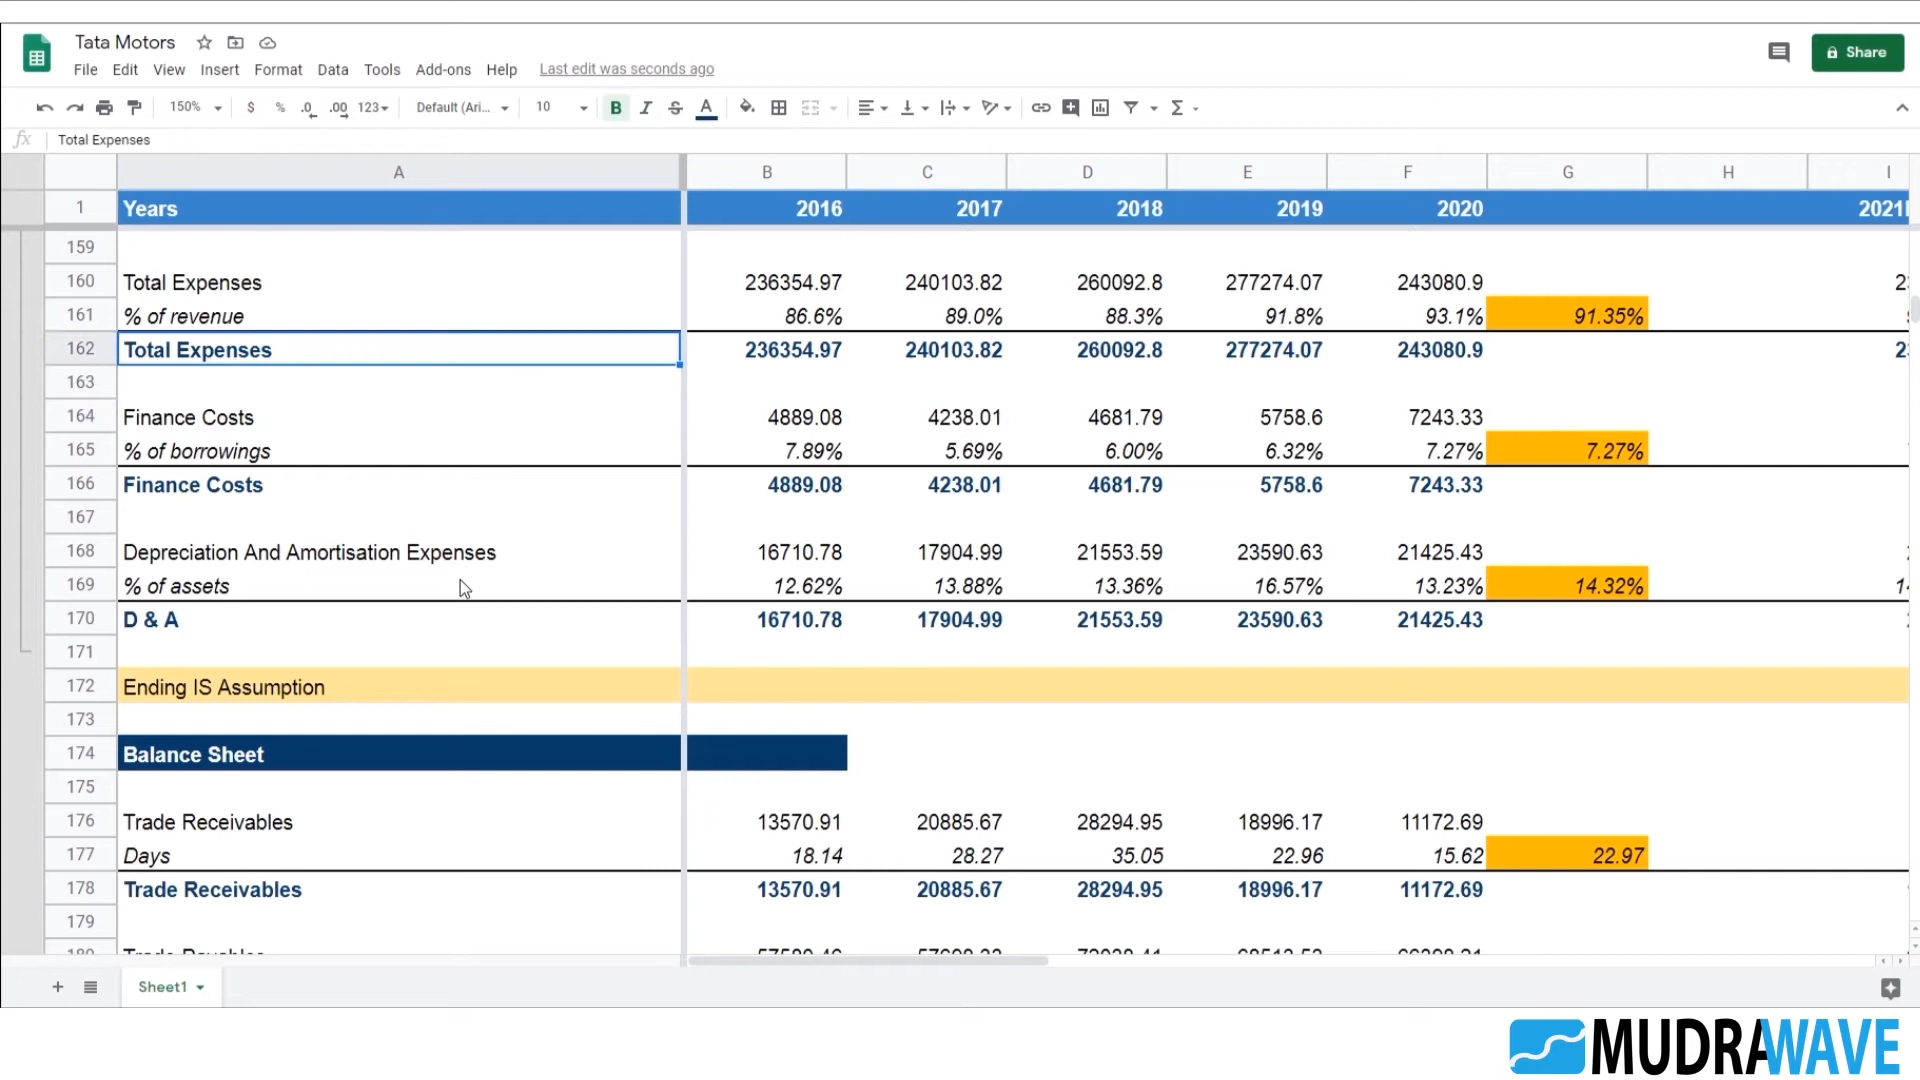 Tata Motors
File Edit View Insert Format Data Tools Add-ons Help Last edit was seconds ago
Share
150% $ % .0 .00 123 Default (Ari... 10 B I S A
fx Total Expenses
A B C D E F G H I
1 Years 2016 2017 2018 2019 2020
159
160 Total Expenses 236354.97 240103.82 260092.8 277274.07 243080.9
161 % of revenue 86.6% 89.0% 88.3% 91.8% 93.1% 91.35%
162 Total Expenses 236354.97 240103.82 260092.8 277274.07 243080.9
163
164 Finance Costs 4889.08 4238.01 4681.79 5758.6 7243.33
165 % of borrowings 7.89% 5.69% 6.00% 6.32% 7.27% 7.27%
166 Finance Costs 4889.08 4238.01 4681.79 5758.6 7243.33
167
168 Depreciation And Amortisation Expenses 16710.78 17904.99 21553.59 23590.63 21425.43
169 % of assets 12.62% 13.88% 13.36% 16.57% 13.23% 14.32%
170 D & A 16710.78 17904.99 21553.59 23590.63 21425.43
171
172 Ending IS Assumption
173
174 Balance Sheet
175
176 Trade Receivables 13570.91 20885.67 28294.95 18996.17 11172.69
177 Days 18.14 28.27 35.05 22.96 15.62 22.97
178 Trade Receivables 13570.91 20885.67 28294.95 18996.17 11172.69
179
Sheet1
MUDRAWAVE